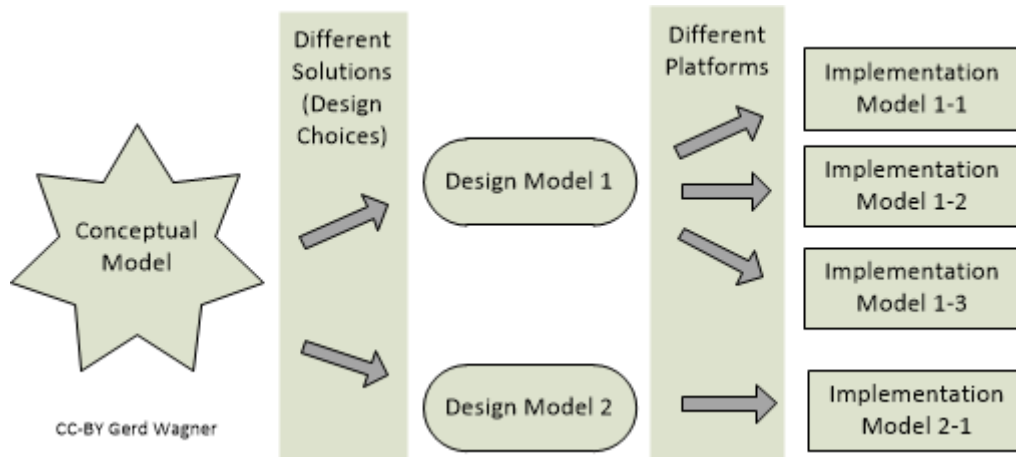 Conceptual
Model
CC-BY Gerd Wagner
Different
Solutions
(Design
Choices)
Design Model 1
Design Model 2
Different
Platforms
Implementation
Model 1-1
Implementation
Model 1-2
Implementation
Model 1-3
Implementation
Model 2-1